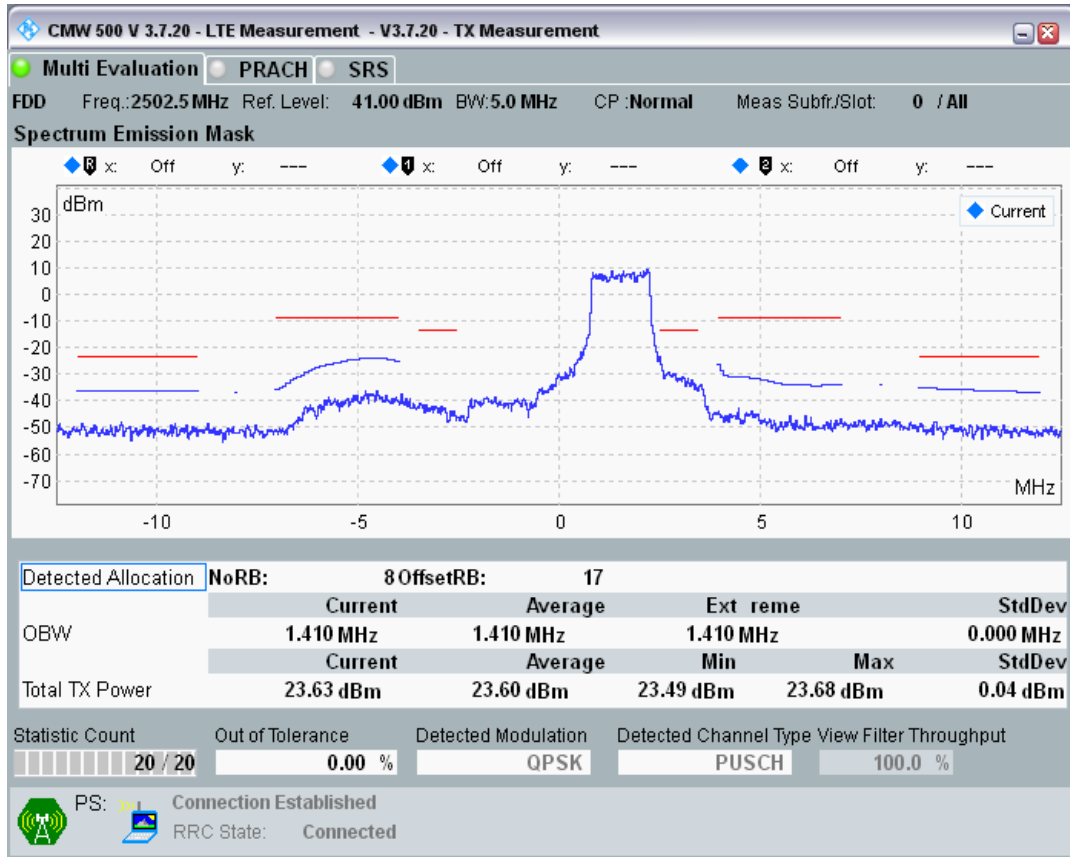 CMW 500 V 3.7.20 - LTE Measurement - V3.7.20 - TX Measurement
Multi Evaluation PRACH SRS
FDD Freq.:2502.5 MHz Ref. Level: 41.00 dBm BW:5.0 MHz CP :Normal Meas Subfr./Slot: 0 / All
Spectrum Emission Mask
R x: Off y: --- 1 x: Off y: --- 2 x: Off y: ---
dBm
Current
30
20
10
0
-10
-20
-30
-40
-50
-60
-70
MHz
-10 -5 0 5 10
Detected Allocation NoRB: 8 OffsetRB: 17
Current Average Ext reme StdDev
OBW 1.410 MHz 1.410 MHz 1.410 MHz 0.000 MHz
Current Average Min Max StdDev
Total TX Power 23.63 dBm 23.60 dBm 23.49 dBm 23.68 dBm 0.04 dBm
Statistic Count Out of Tolerance Detected Modulation Detected Channel Type View Filter Throughput
20 / 20 0.00 % QPSK PUSCH 100.0 %
PS: Connection Established
RRC State: Connected